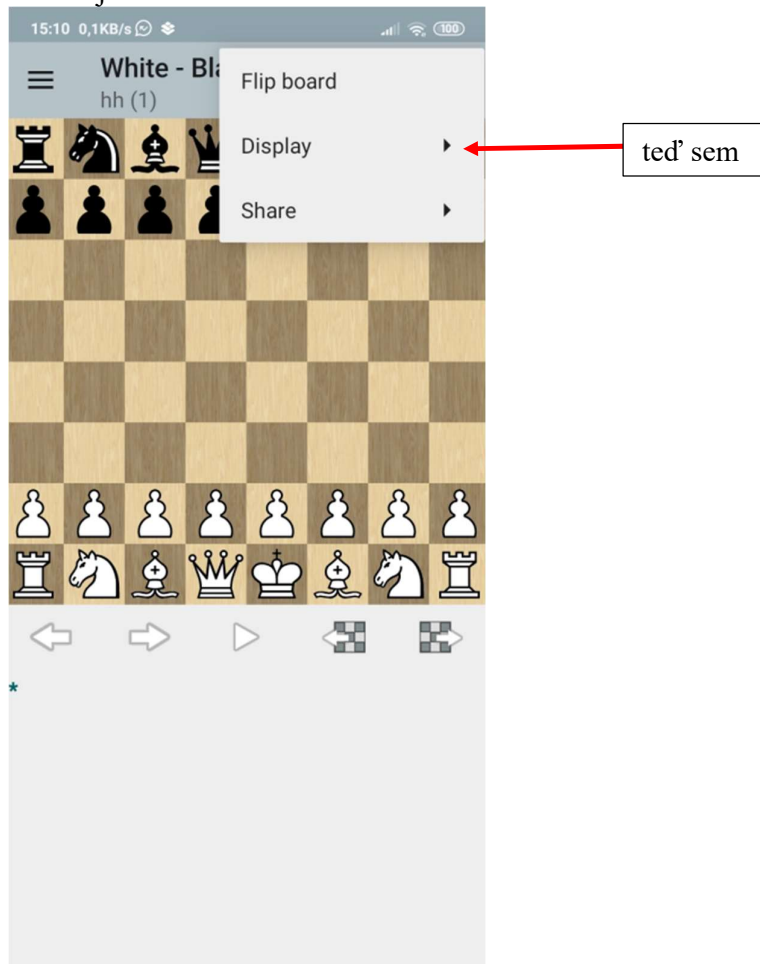 15:10 0,1KB/s 100
White - Bla
hh (1)
Flip board
Display
Share
teď sem
*